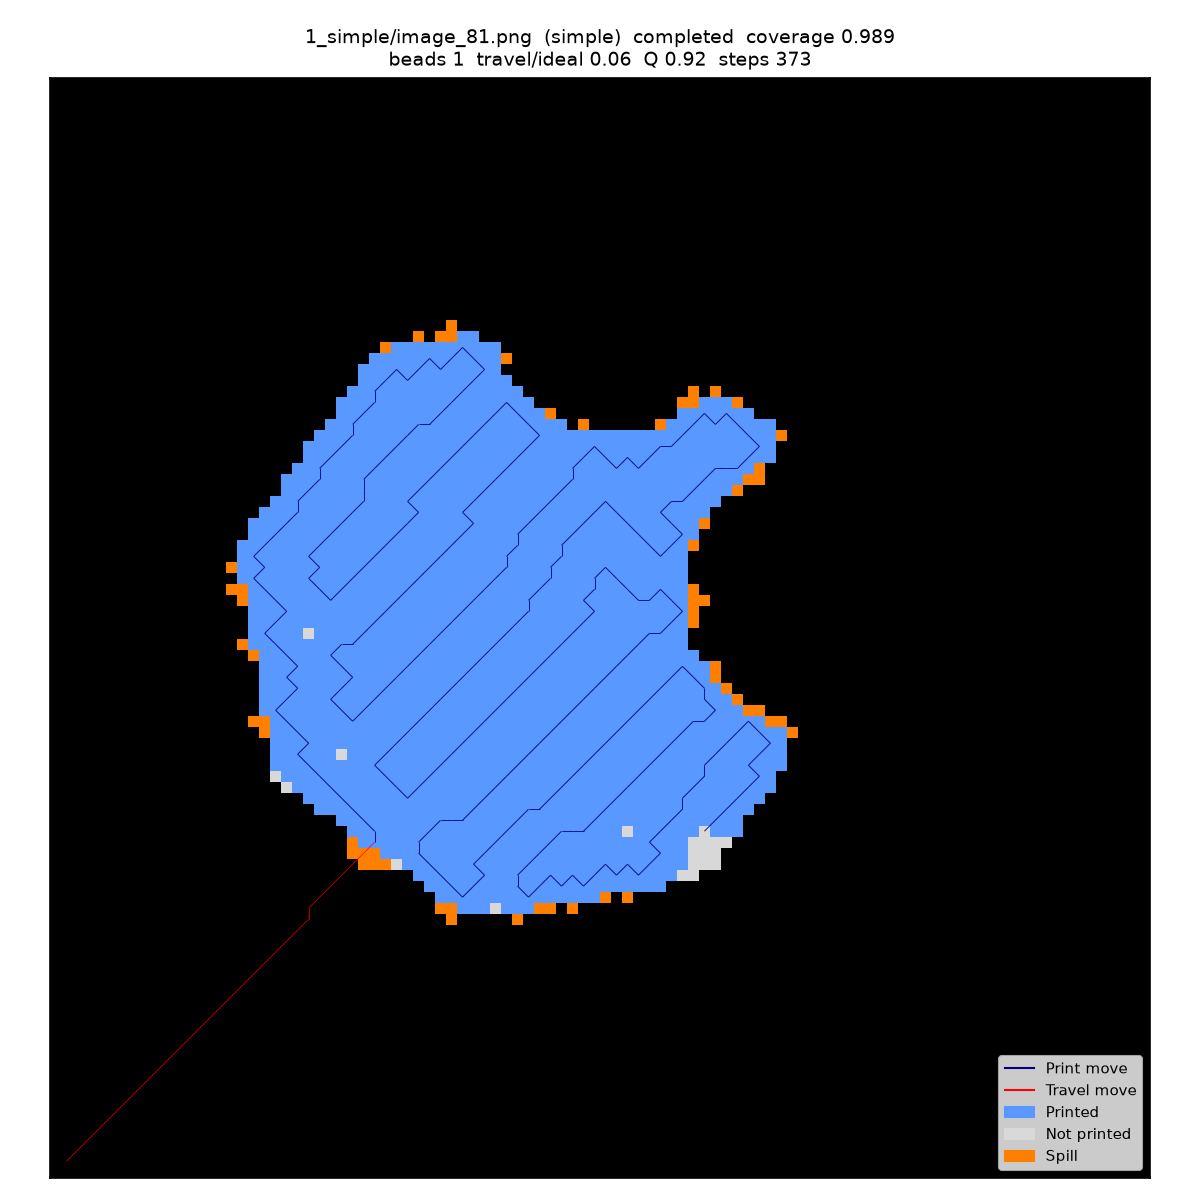 1_simple/image_81.png  (simple)  completed  coverage 0.989
beads 1  travel/ideal 0.06  Q 0.92  steps 373
Print move
Travel move
Printed
Not printed
Spill